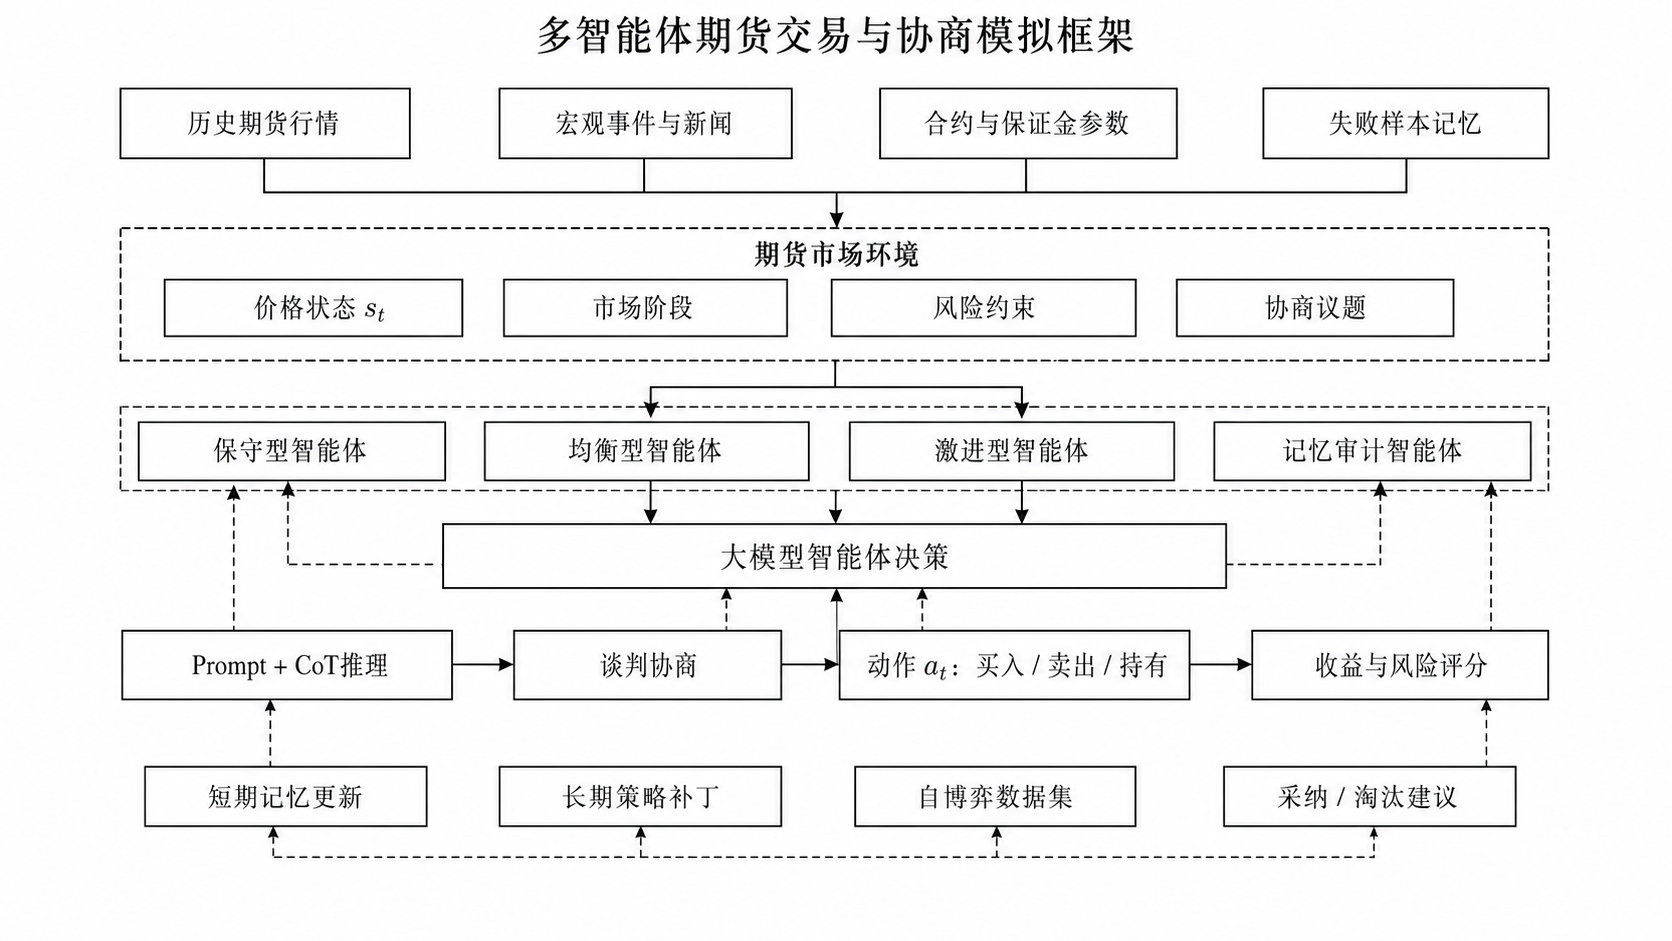 多智能体期货交易与协商模拟框架
历史期货行情
宏观事件与新闻
合约与保证金参数
失败样本记忆
期货市场环境
价格状态 s_t
市场阶段
风险约束
协商议题
保守型智能体
均衡型智能体
激进型智能体
记忆审计智能体
大模型智能体决策
Prompt + CoT推理
谈判协商
动作 a_t：买入 / 卖出 / 持有
收益与风险评分
短期记忆更新
长期策略补丁
自博弈数据集
采纳 / 淘汰建议